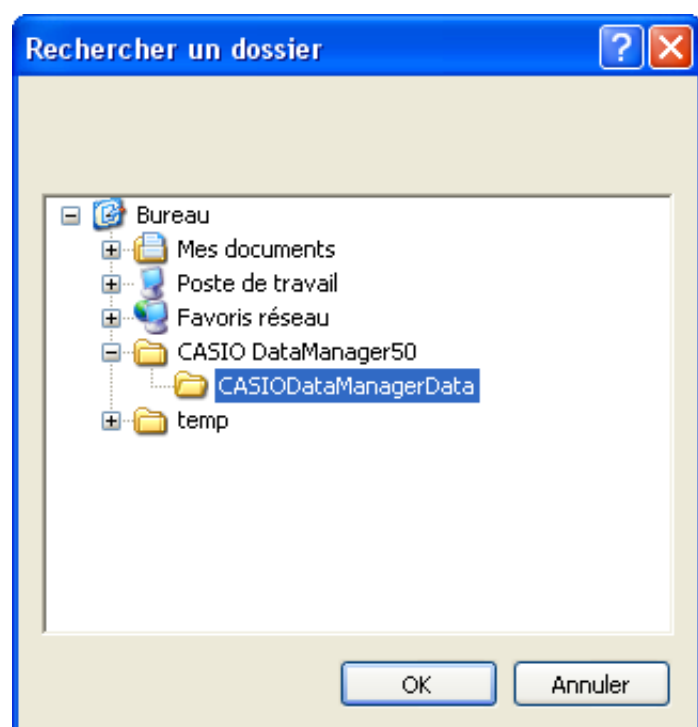 Rechercher un dossier
Bureau
Mes documents
Poste de travail
Favoris réseau
CASIO DataManager50
CASIODataManagerData
temp
OK
Annuler